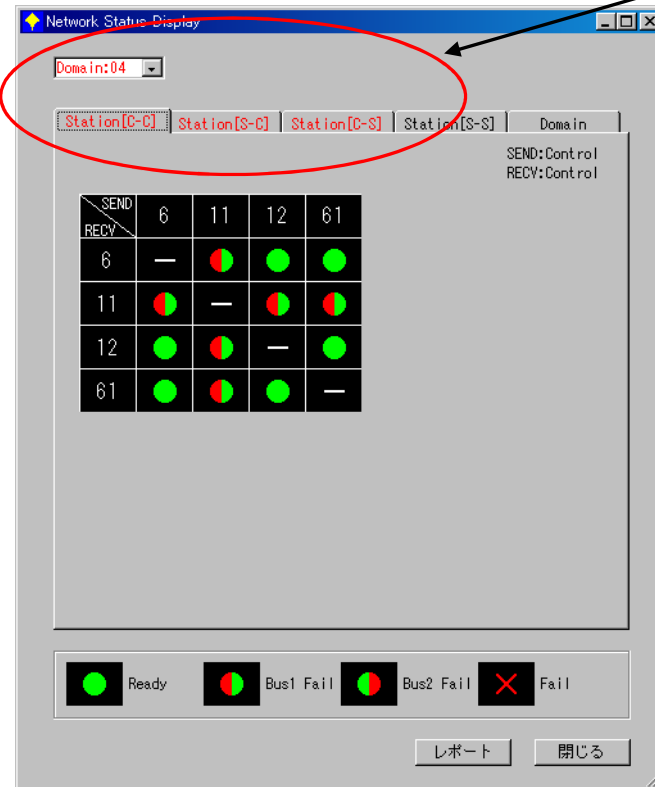 Network Status Display
Domain:04
Station[C-C] Station[S-C] Station[C-S] Station[S-S] Domain
SEND:Control
RECV:Control
SEND
RECV 6 11 12 61
6
11
12
61
Ready Bus1 Fail Bus2 Fail Fail
レポート 閉じる